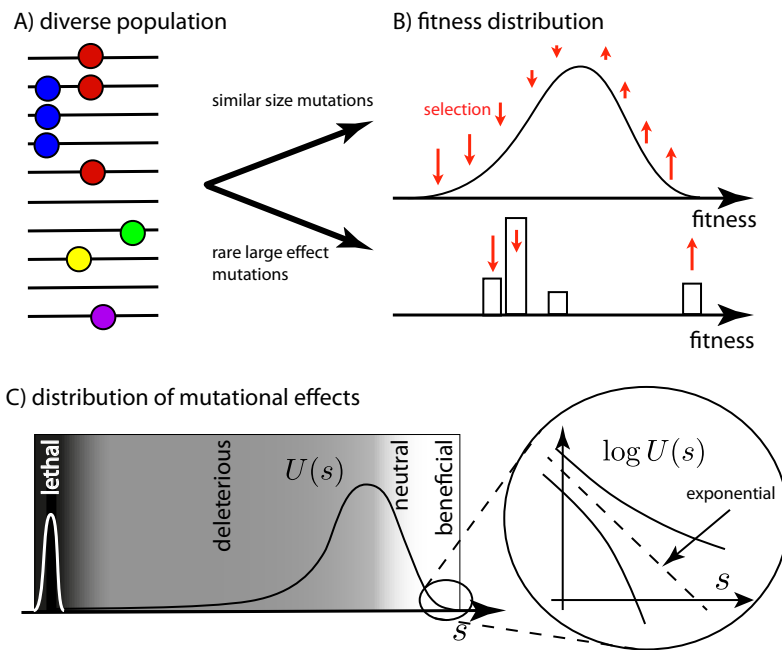 A) diverse population
B) fitness distribution
similar size mutations
selection
fitness
rare large effect
mutations
fitness
C) distribution of mutational effects
lethal
deleterious
U(s)
neutral
beneficial
s
log U(s)
exponential
s